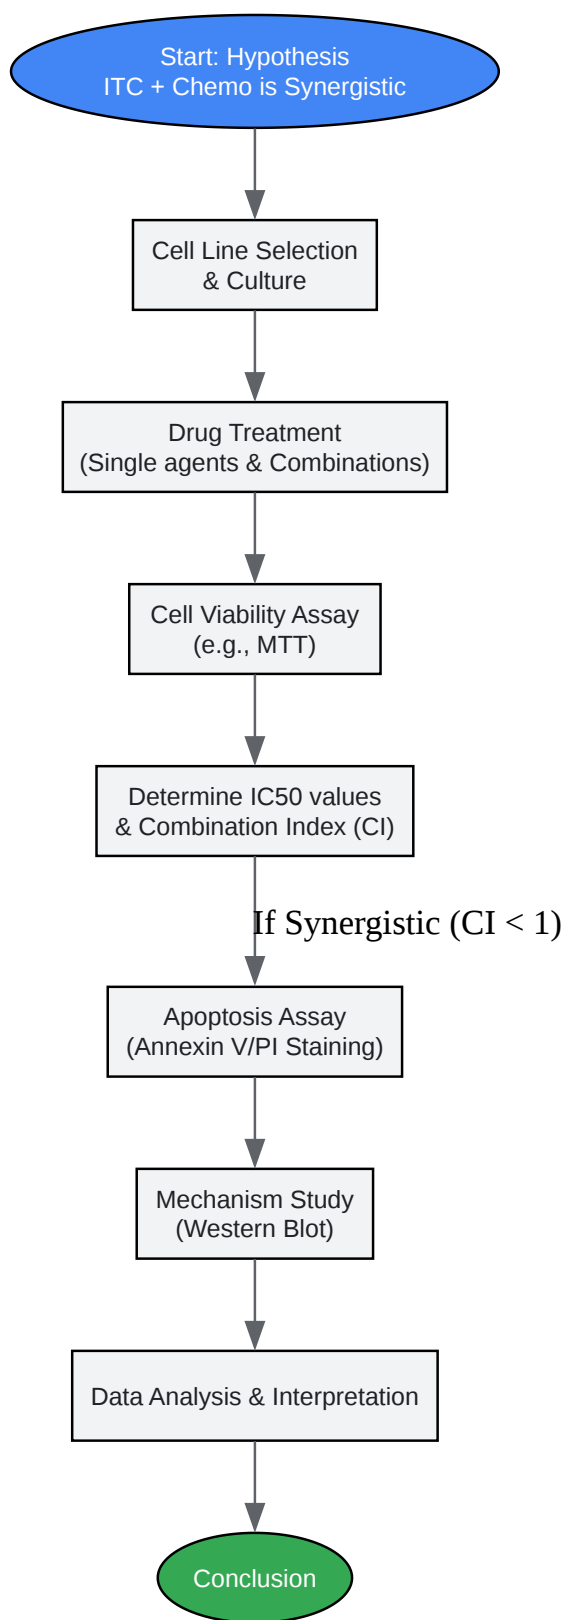 Start: Hypothesis
ITC + Chemo is Synergistic
Cell Line Selection
& Culture
Drug Treatment
(Single agents & Combinations)
Cell Viability Assay
(e.g., MTT)
Determine IC50 values
& Combination Index (CI)
If Synergistic (CI < 1)
Apoptosis Assay
(Annexin V/PI Staining)
Mechanism Study
(Western Blot)
Data Analysis & Interpretation
Conclusion